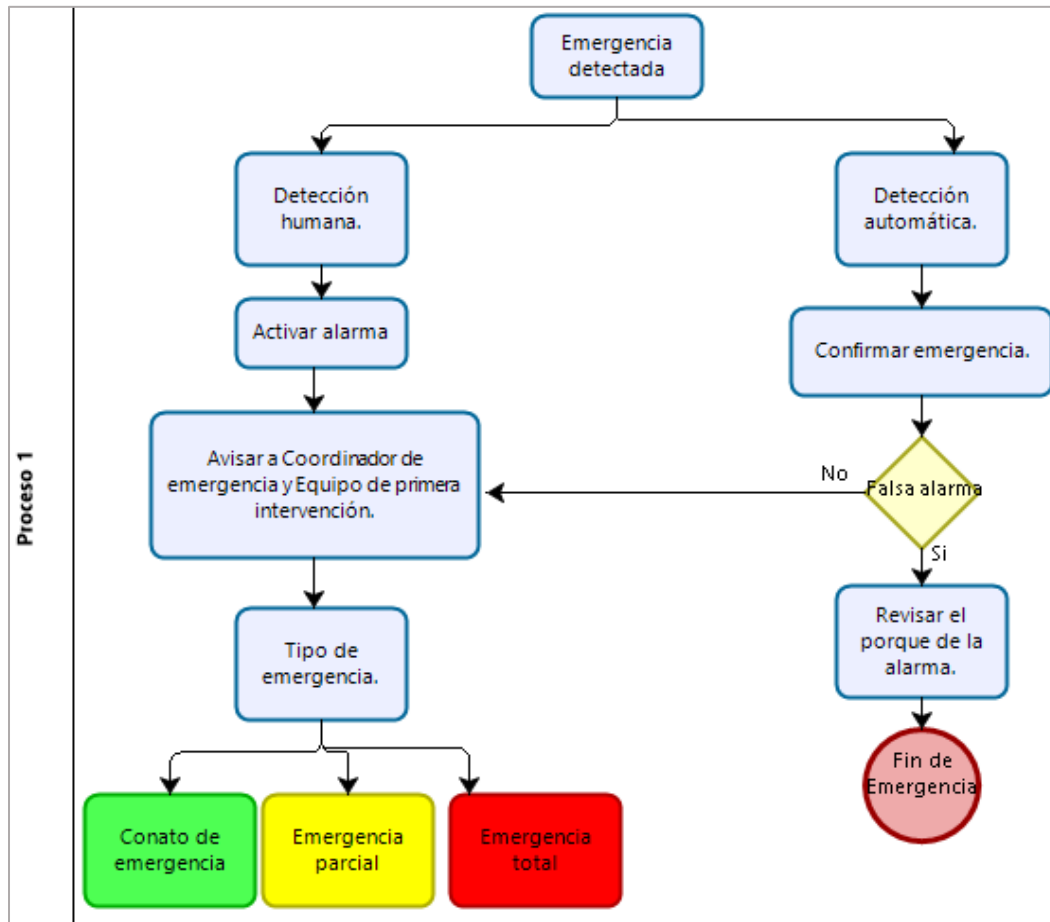 Proceso 1
Emergencia
detectada
Detección
humana.
Detección
automática.
Activar alarma
Confirmar emergencia.
Avisar a Coordinador de
emergencia y Equipo de primera
intervención.
No
Falsa alarma
Si
Tipo de
emergencia.
Revisar el
porque de la
alarma.
Fin de
Emergencia
Conato de
emergencia
Emergencia
parcial
Emergencia
total